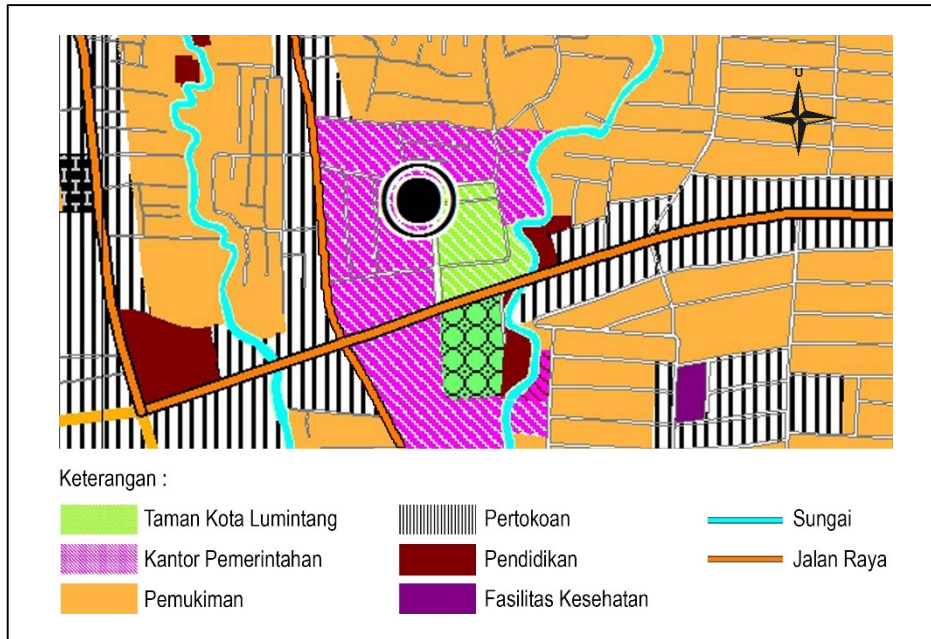 U
Keterangan :
Taman Kota Lumintang
Kantor Pemerintahan
Pemukiman
Pertokoan
Pendidikan
Fasilitas Kesehatan
Sungai
Jalan Raya